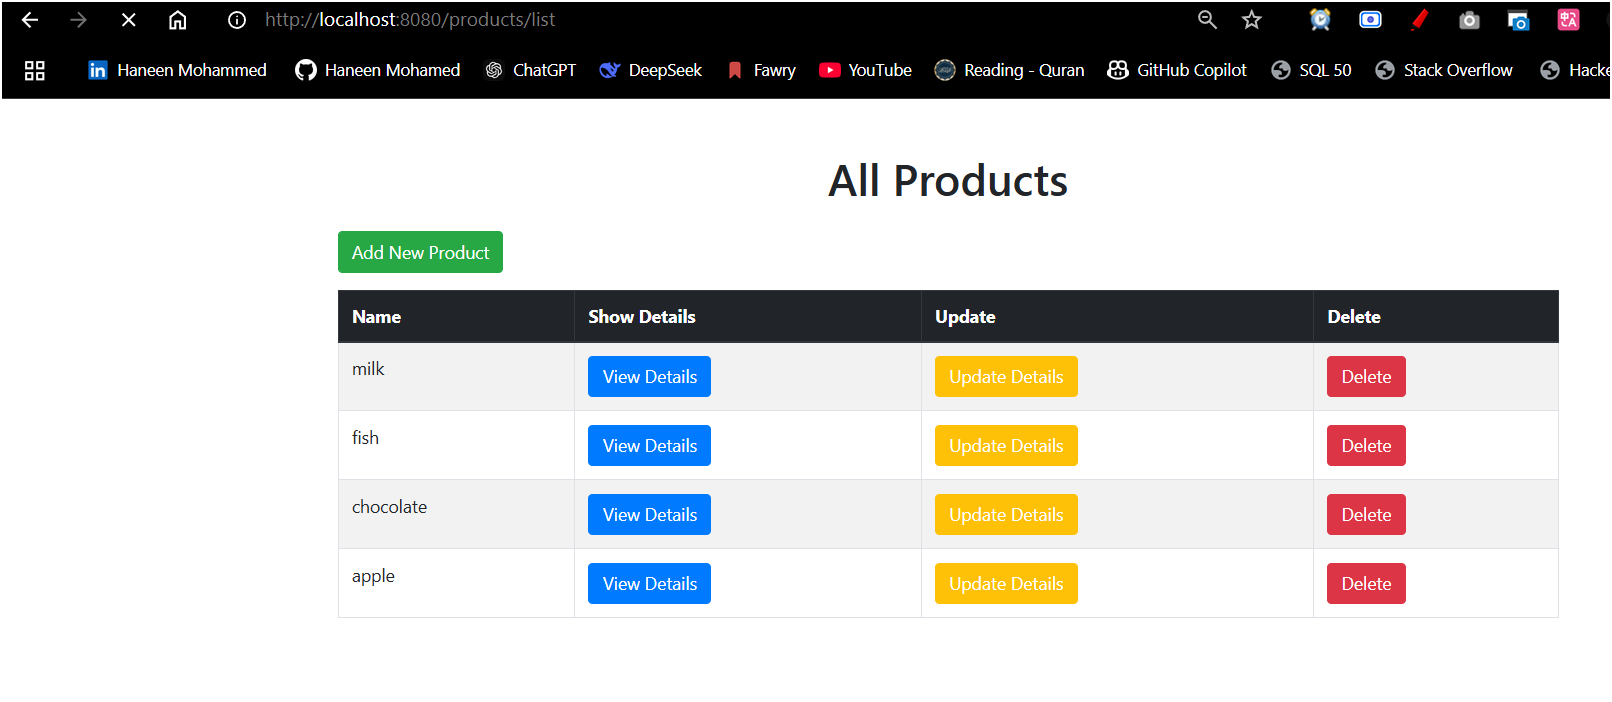 http://localhost:8080/products/list
Haneen Mohammed Haneen Mohamed ChatGPT DeepSeek Fawry YouTube Reading - Quran GitHub Copilot SQL 50 Stack Overflow Hacke
All Products
Add New Product
Name Show Details Update Delete
milk View Details Update Details Delete
fish View Details Update Details Delete
chocolate View Details Update Details Delete
apple View Details Update Details Delete